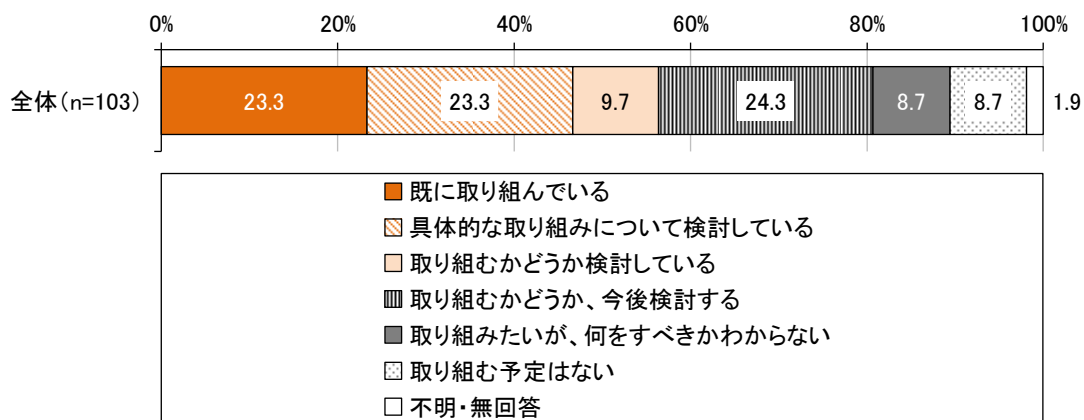 0% 20% 40% 60% 80% 100%
全体(n=103) 23.3 23.3 9.7 24.3 8.7 8.7 1.9
既に取り組んでいる
具体的な取り組みについて検討している
取り組むかどうか検討している
取り組むかどうか、今後検討する
取り組みたいが、何をすべきかわからない
取り組む予定はない
不明・無回答